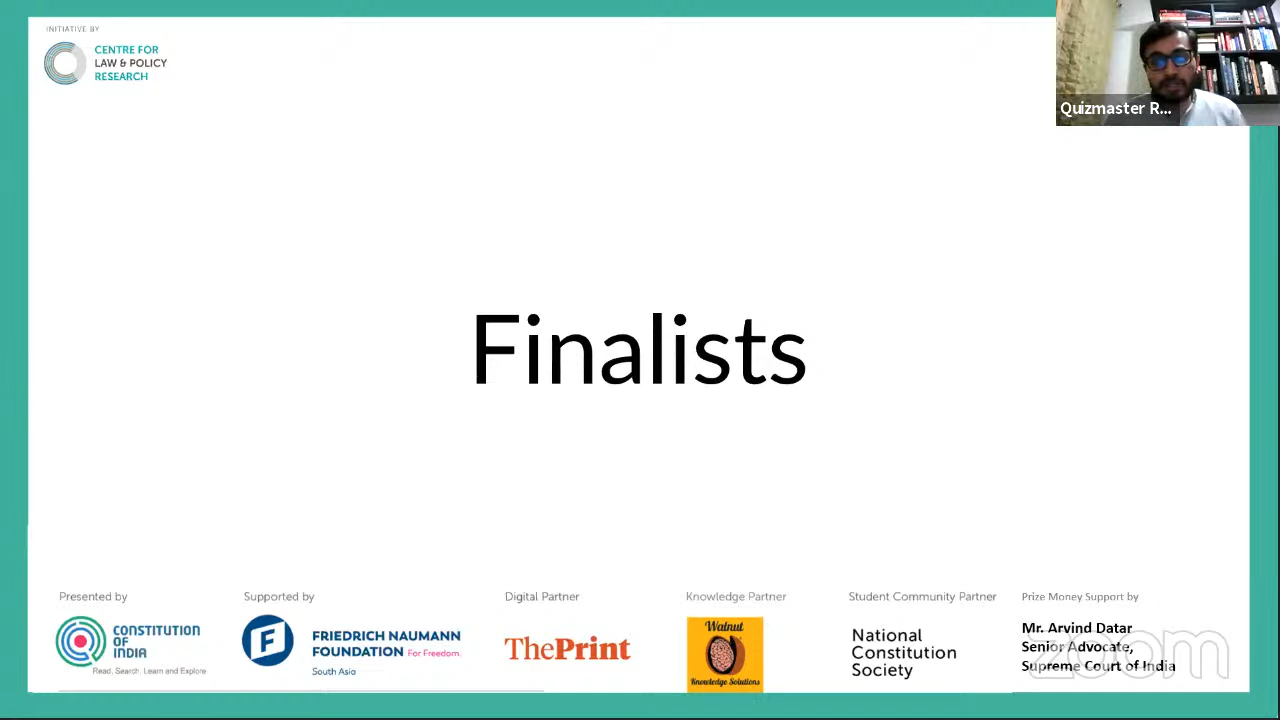 INITIATIVE BY
CENTRE FOR
LAW & POLICY
RESEARCH
Quizmaster R...
Finalists
Presented by
CONSTITUTION
OF
INDIA
Read, Search, Learn and Explore
Supported by
FRIEDRICH NAUMANN
FOUNDATION For Freedom.
South Asia
Digital Partner
ThePrint
Knowledge Partner
Walnut
Knowledge Solutions
Student Community Partner
National
Constitution
Society
Prize Money Support by
Mr. Arvind Datar
Senior Advocate,
Supreme Court of India
zoom